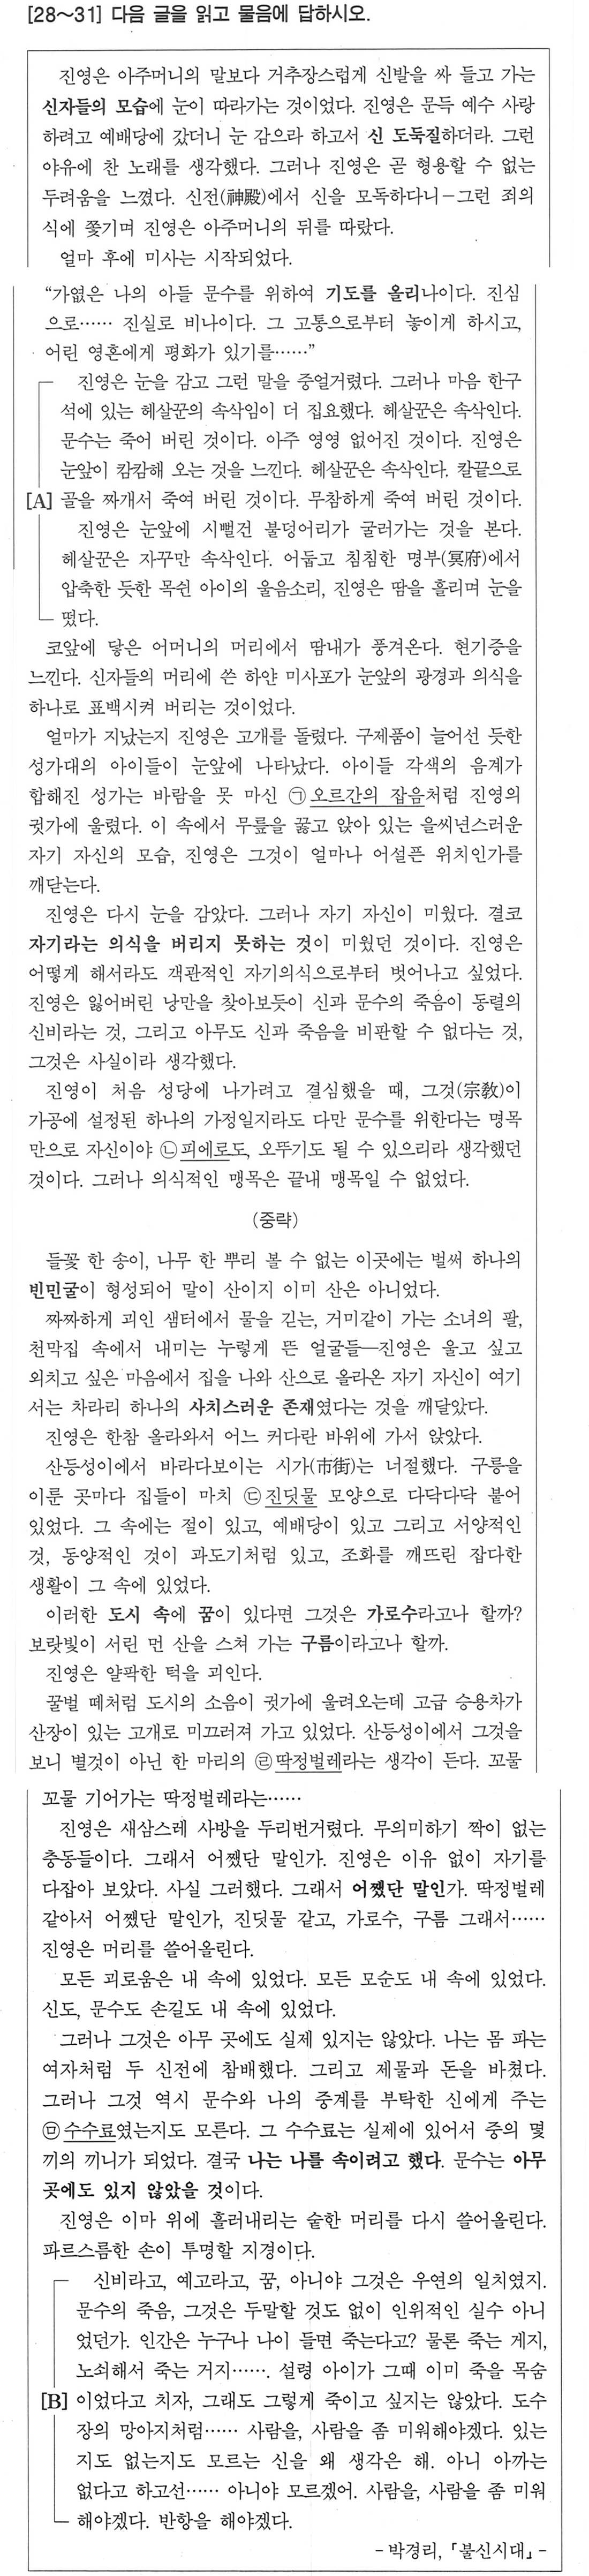 [28～31] 다음 글을 읽고 물음에 답하시오.
진영은 아주머니의 말보다 거추장스럽게 신발을 싸 들고 가는
신자들의 모습에 눈이 따라가는 것이었다. 진영은 문득 예수 사랑
하려고 예배당에 갔더니 눈 감으라 하고서 신 도둑질하더라. 그런
야유에 찬 노래를 생각했다. 그러나 진영은 곧 형용할 수 없는
두려움을 느꼈다. 신전(神殿)에서 신을 모독하다니－그런 죄의
식에 쫓기며 진영은 아주머니의 뒤를 따랐다.
얼마 후에 미사는 시작되었다.
“가엾은 나의 아들 문수를 위하여 기도를 올리나이다. 진심
으로…… 진실로 비나이다. 그 고통으로부터 놓이게 하시고,
어린 영혼에게 평화가 있기를……”
진영은 눈을 감고 그런 말을 중얼거렸다. 그러나 마음 한구
석에 있는 헤살꾼의 속삭임이 더 집요했다. 헤살꾼은 속삭인다.
문수는 죽어 버린 것이다. 아주 영영 없어진 것이다. 진영은
눈앞이 캄캄해 오는 것을 느낀다. 헤살꾼은 속삭인다. 칼끝으로
[A] 골을 짜개서 죽여 버린 것이다. 무참하게 죽여 버린 것이다.
진영은 눈앞에 시뻘건 불덩어리가 굴러가는 것을 본다.
헤살꾼은 자꾸만 속삭인다. 어둡고 침침한 명부(冥府)에서
압축한 듯한 목쉰 아이의 울음소리, 진영은 땀을 흘리며 눈을
떴다.
코앞에 닿은 어머니의 머리에서 땀내가 풍겨온다. 현기증을
느낀다. 신자들의 머리에 쓴 하얀 미사포가 눈앞의 광경과 의식을
하나로 표백시켜 버리는 것이었다.
얼마가 지났는지 진영은 고개를 돌렸다. 구제품이 늘어선 듯한
성가대의 아이들이 눈앞에 나타났다. 아이들 각색의 음계가
합해진 성가는 바람을 못 마신 ㉠오르간의 잡음처럼 진영의
귓가에 울렸다. 이 속에서 무릎을 꿇고 앉아 있는 을씨년스러운
자기 자신의 모습, 진영은 그것이 얼마나 어설픈 위치인가를
깨닫는다.
진영은 다시 눈을 감았다. 그러나 자기 자신이 미웠다. 결코
자기라는 의식을 버리지 못하는 것이 미웠던 것이다. 진영은
어떻게 해서라도 객관적인 자기의식으로부터 벗어나고 싶었다.
진영은 잃어버린 낭만을 찾아보듯이 신과 문수의 죽음이 동렬의
신비라는 것, 그리고 아무도 신과 죽음을 비판할 수 없다는 것,
그것은 사실이라 생각했다.
진영이 처음 성당에 나가려고 결심했을 때, 그것(宗敎)이
가공에 설정된 하나의 가정일지라도 다만 문수를 위한다는 명목
만으로 자신이야 ㉡피에로도, 오뚜기도 될 수 있으리라 생각했던
것이다. 그러나 의식적인 맹목은 끝내 맹목일 수 없었다.
(중략)
들꽃 한 송이, 나무 한 뿌리 볼 수 없는 이곳에는 벌써 하나의
빈민굴이 형성되어 말이 산이지 이미 산은 아니었다.
짜짜하게 괴인 샘터에서 물을 긷는, 거미같이 가는 소녀의 팔,
천막집 속에서 내미는 누렇게 뜬 얼굴들―진영은 울고 싶고
외치고 싶은 마음에서 집을 나와 산으로 올라온 자기 자신이 여기
서는 차라리 하나의 사치스러운 존재였다는 것을 깨달았다.
진영은 한참 올라와서 어느 커다란 바위에 가서 앉았다.
산등성이에서 바라다보이는 시가(市街)는 너절했다. 구릉을
이룬 곳마다 집들이 마치 ㉢진딧물 모양으로 다닥다닥 붙어
있었다. 그 속에는 절이 있고, 예배당이 있고 그리고 서양적인
것, 동양적인 것이 과도기처럼 있고, 조화를 깨뜨린 잡다한
생활이 그 속에 있었다.
이러한 도시 속에 꿈이 있다면 그것은 가로수라고나 할까?
보랏빛이 서린 먼 산을 스쳐 가는 구름이라고나 할까.
진영은 얄팍한 턱을 괴인다.
꿀벌 떼처럼 도시의 소음이 귓가에 울려오는데 고급 승용차가
산장이 있는 고개로 미끄러져 가고 있었다. 산등성이에서 그것을
보니 별것이 아닌 한 마리의 ㉣딱정벌레라는 생각이 든다. 꼬물
꼬물 기어가는 딱정벌레라는……
진영은 새삼스레 사방을 두리번거렸다. 무의미하기 짝이 없는
충동들이다. 그래서 어쨌단 말인가. 진영은 이유 없이 자기를
다잡아 보았다. 사실 그러했다. 그래서 어쨌단 말인가. 딱정벌레
같아서 어쨌단 말인가, 진딧물 같고, 가로수, 구름 그래서……
진영은 머리를 쓸어올린다.
모든 괴로움은 내 속에 있었다. 모든 모순도 내 속에 있었다.
신도, 문수도 손길도 내 속에 있었다.
그러나 그것은 아무 곳에도 실제 있지는 않았다. 나는 몸 파는
여자처럼 두 신전에 참배했다. 그리고 제물과 돈을 바쳤다.
그러나 그것 역시 문수와 나의 중계를 부탁한 신에게 주는
㉤수수료였는지도 모른다. 그 수수료는 실제에 있어서 중의 몇
끼의 끼니가 되었다. 결국 나는 나를 속이려고 했다. 문수는 아무
곳에도 있지 않았을 것이다.
진영은 이마 위에 흘러내리는 숱한 머리를 다시 쓸어올린다.
파르스름한 손이 투명할 지경이다.
신비라고, 예고라고, 꿈, 아니야 그것은 우연의 일치였지.
문수의 죽음, 그것은 두말할 것도 없이 인위적인 실수 아니
었던가. 인간은 누구나 나이 들면 죽는다고? 물론 죽는 게지,
노쇠해서 죽는 거지……. 설령 아이가 그때 이미 죽을 목숨
[B] 이었다고 치자, 그래도 그렇게 죽이고 싶지는 않았다. 도수
장의 망아지처럼…… 사람을, 사람을 좀 미워해야겠다. 있는
지도 없는지도 모르는 신을 왜 생각은 해. 아니 아까는
없다고 하고선…… 아니야 모르겠어. 사람을, 사람을 좀 미워
해야겠다. 반항을 해야겠다.
- 박경리, 「불신시대」 -